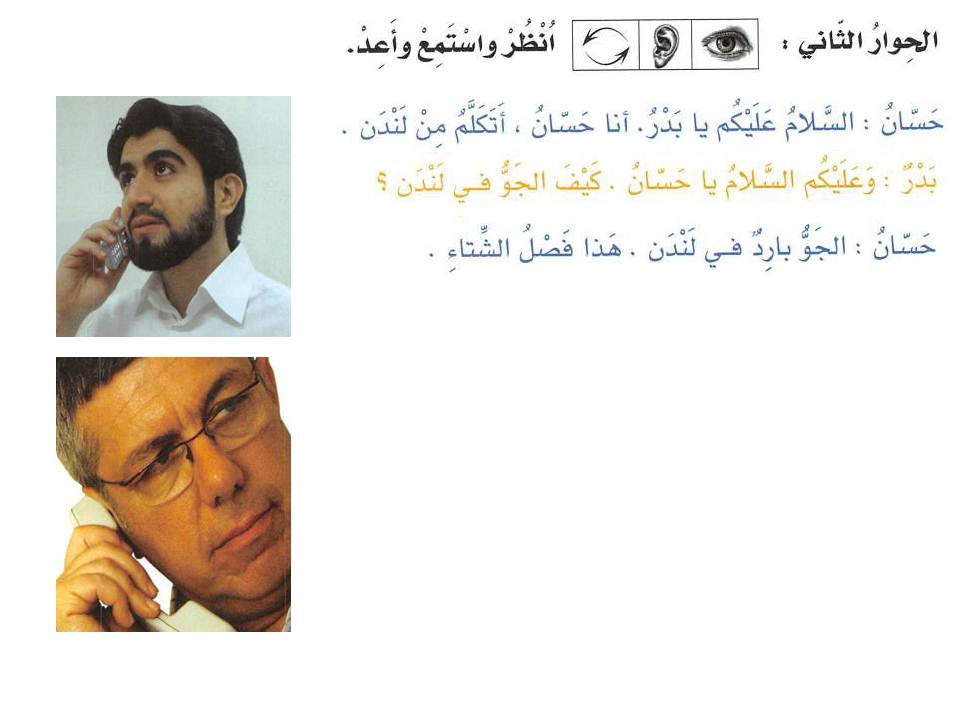 الحِوارُ الثّاني : اُنْظُرْ واسْتَمِعْ وأَعِدْ.
حَسّانُ : السَّلامُ عَلَيْكُم يا بَدْرُ. أنا حَسّانُ ، أَتَكَلَّمُ مِنْ لَنْدَن .
بَدْرٌ : وَعَلَيْكُم السَّلامُ يا حَسّانُ . كَيْفَ الجَوُّ فـي لَنْدَن ؟
حَسّانُ : الجَوُّ بارِدٌ فـي لَنْدَن . هَذا فَصْلُ الشِّتاءِ .